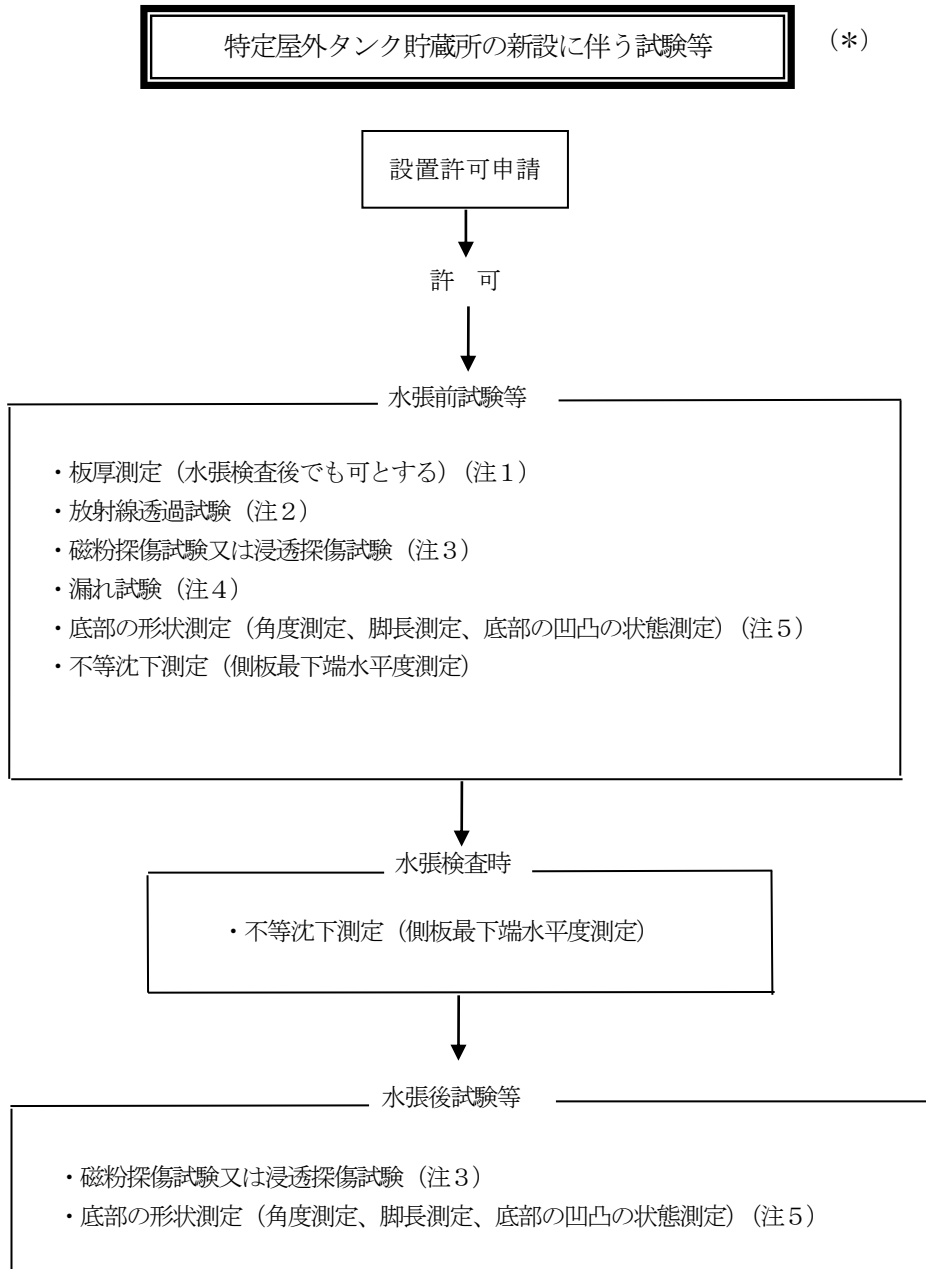 特定屋外タンク貯蔵所の新設に伴う試験等 (＊)
設置許可申請
許　可
水張前試験等
・板厚測定（水張検査後でも可とする）（注１）
・放射線透過試験（注２）
・磁粉探傷試験又は浸透探傷試験（注３）
・漏れ試験（注４）
・底部の形状測定（角度測定、脚長測定、底部の凹凸の状態測定）（注５）
・不等沈下測定（側板最下端水平度測定）
水張検査時
・不等沈下測定（側板最下端水平度測定）
水張後試験等
・磁粉探傷試験又は浸透探傷試験（注３）
・底部の形状測定（角度測定、脚長測定、底部の凹凸の状態測定）（注５）